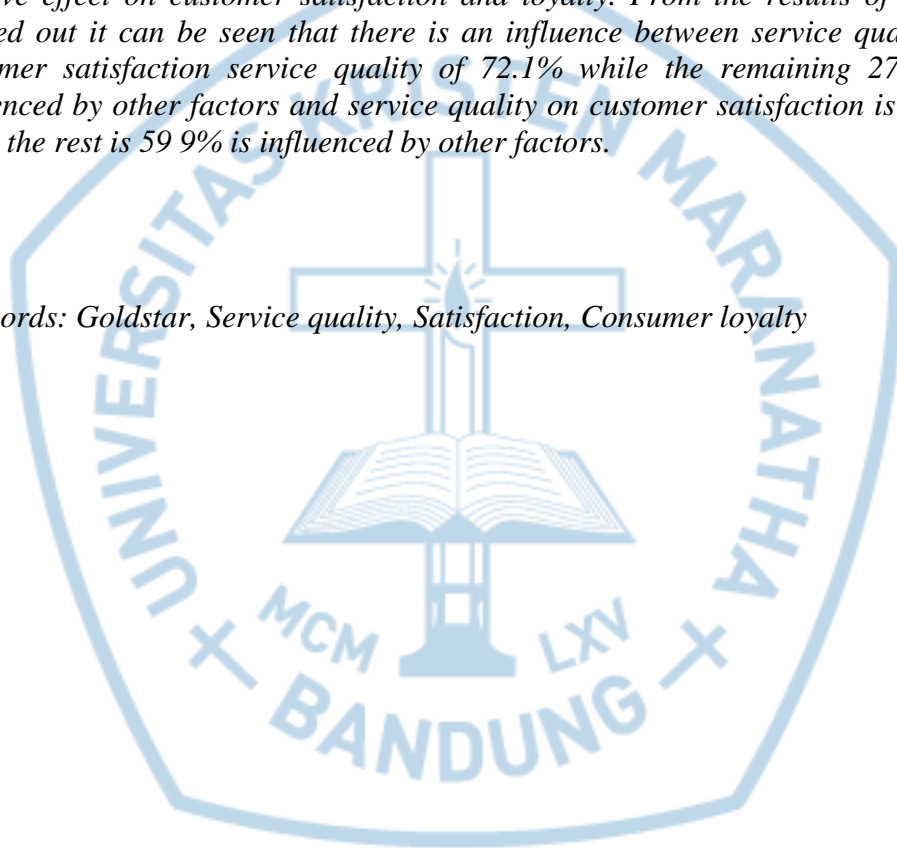 ve effect on customer satisfaction and loyalty. From the results of
ed out it can be seen that there is an influence between service qua
mer satisfaction service quality of 72.1% while the remaining 27
enced by other factors and service quality on customer satisfaction is
the rest is 59 9% is influenced by other factors.
ords: Goldstar, Service quality, Satisfaction, Consumer loyalty
UNIVERSITAS KRISTEN MARANATHA
MCM LXV
BANDUNG